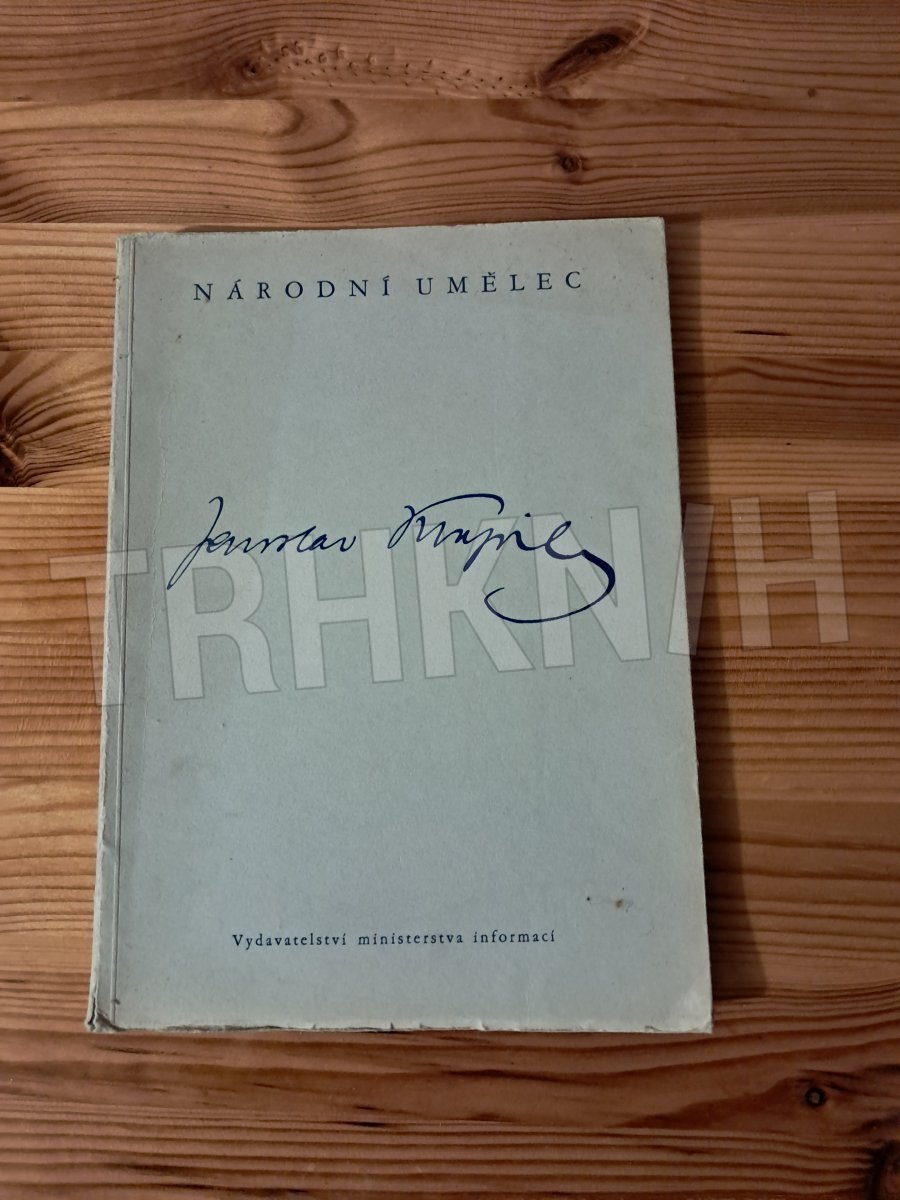 NÁRODNÍ UMĚLEC
Jaroslav Kvapil
TRHKNIH
Vydavatelství ministerstva informací